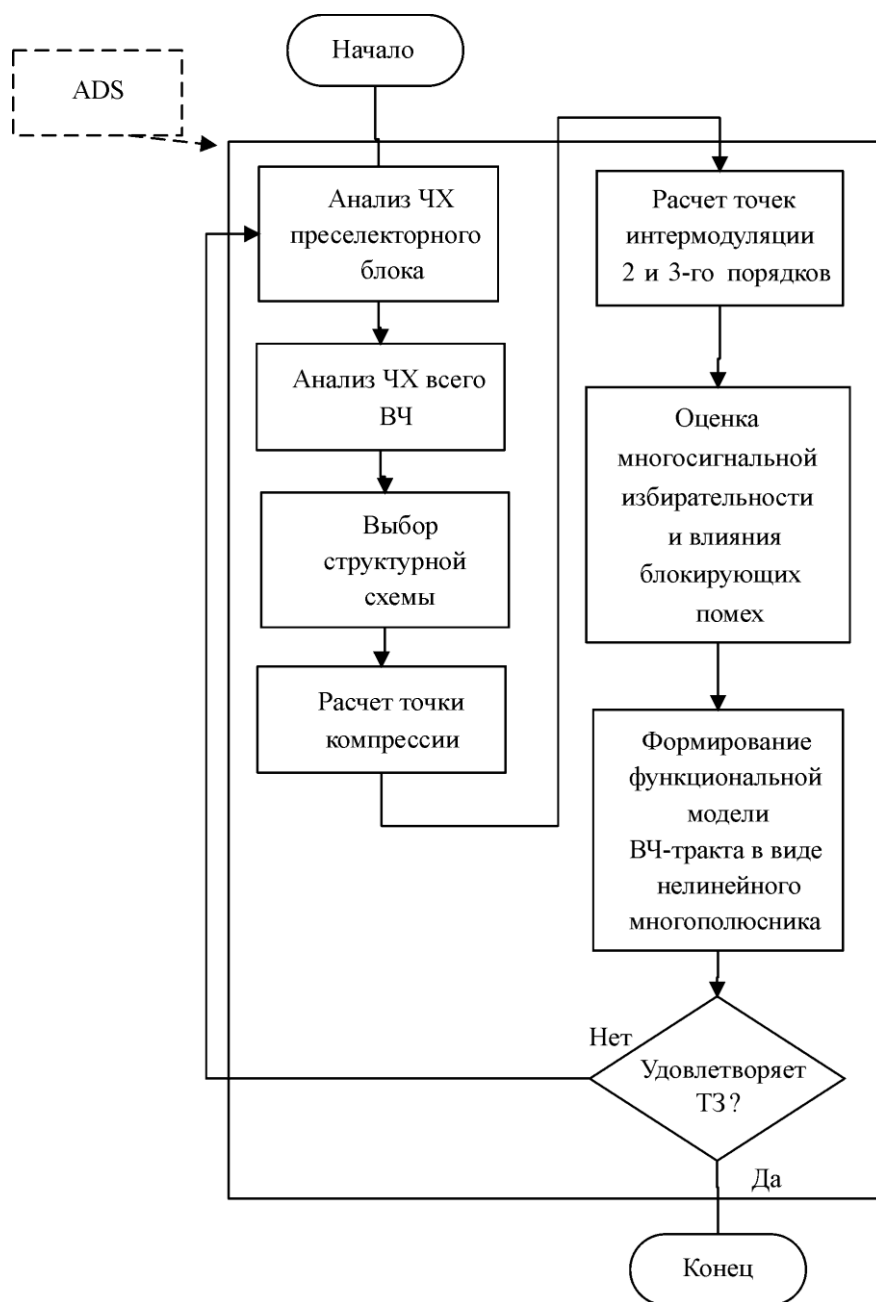 Начало
ADS
Анализ ЧХ
преселекторного
блока
Анализ ЧХ всего
ВЧ
Выбор
структурной
схемы
Расчет точки
компрессии
Расчет точек
интермодуляции
2 и 3-го порядков
Оценка
многосигнальной
избирательности
и влияния
блокирующих
помех
Формирование
функциональной
модели
ВЧ-тракта в виде
нелинейного
многополюсника
Нет
Удовлетворяет
ТЗ?
Да
Конец